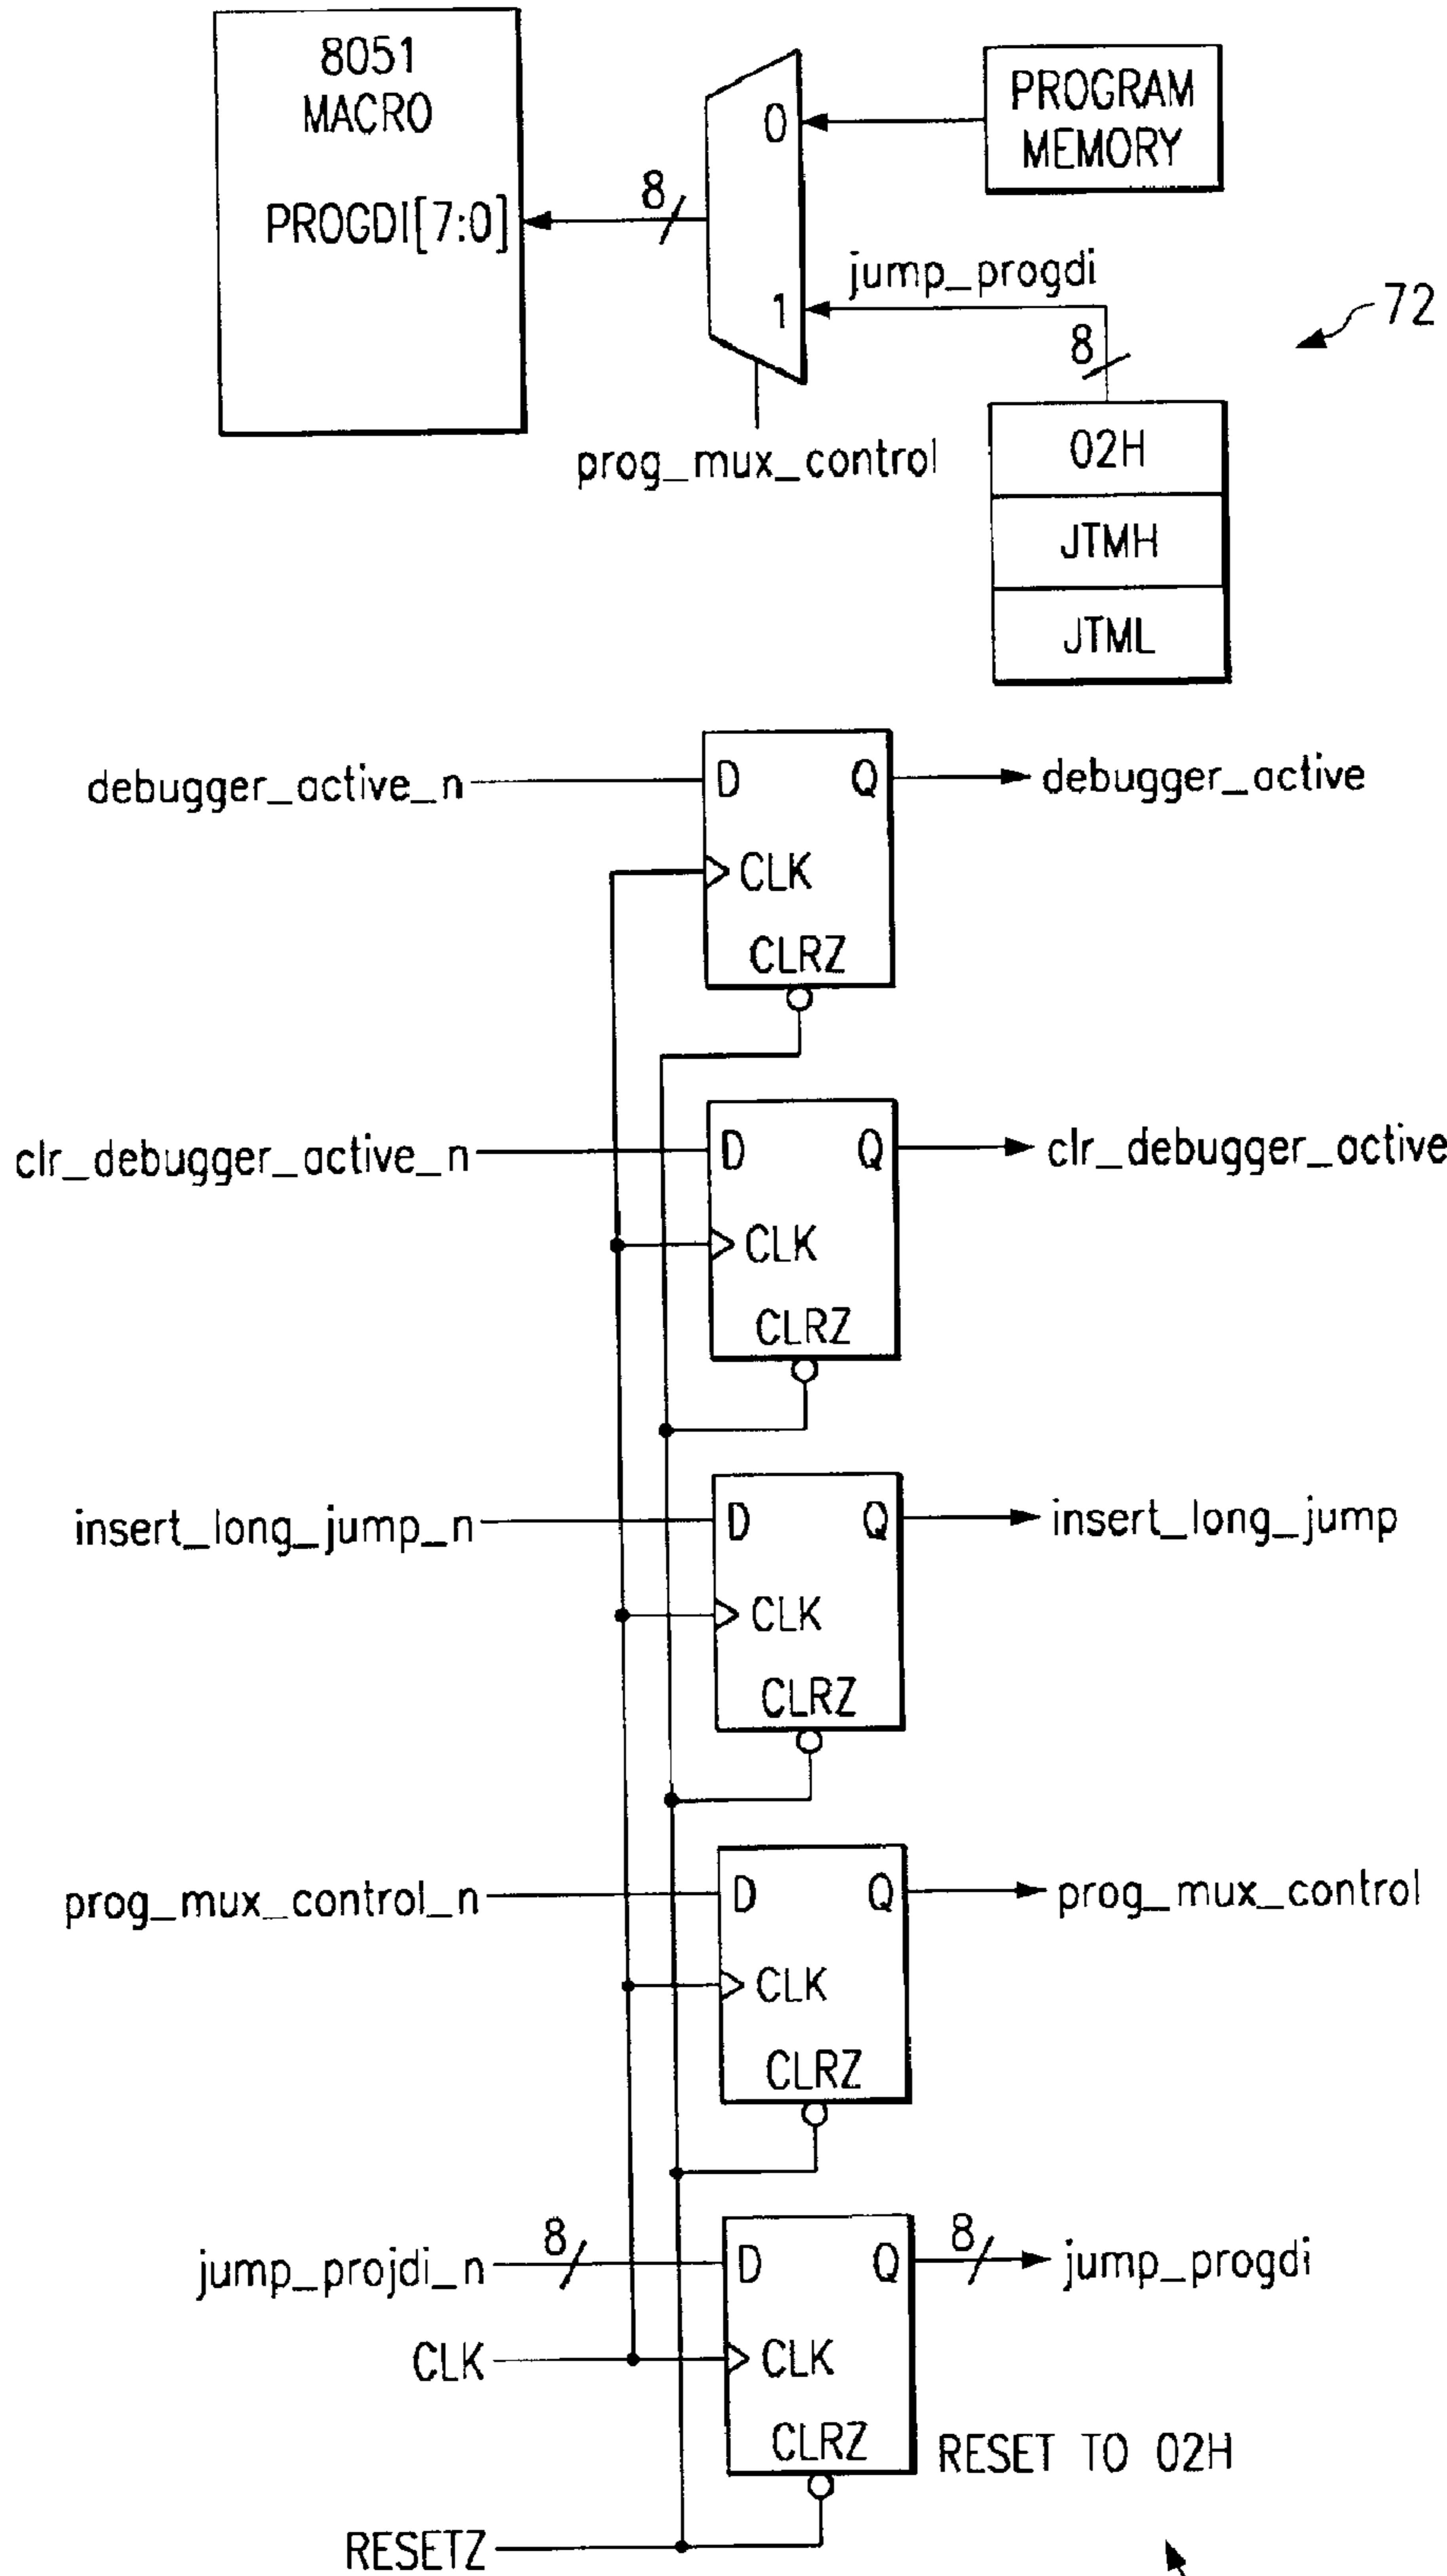 8051
MACRO
PROGDI[7:0]
8
0
1
PROGRAM
MEMORY
jump_progdi
8
72
prog_mux_control
02H
JTMH
JTML
debugger_active_n
D
Q
debugger_active
CLK
CLRZ
clr_debugger_active_n
D
Q
clr_debugger_active
CLK
CLRZ
insert_long_jump_n
D
Q
insert_long_jump
CLK
CLRZ
prog_mux_control_n
D
Q
prog_mux_control
CLK
CLRZ
jump_projdi_n
8
D
Q
8
jump_progdi
CLK
CLK
CLRZ
RESET TO 02H
RESETZ